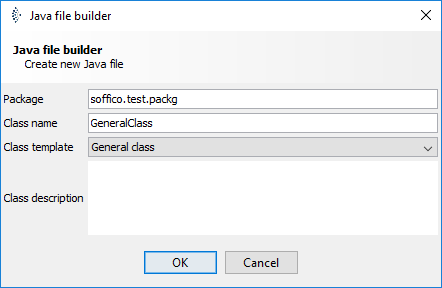 Java file builder
Java file builder
Create new Java file
Package soffico.test.packg
Class name GeneralClass
Class template General class
Class description
OK Cancel